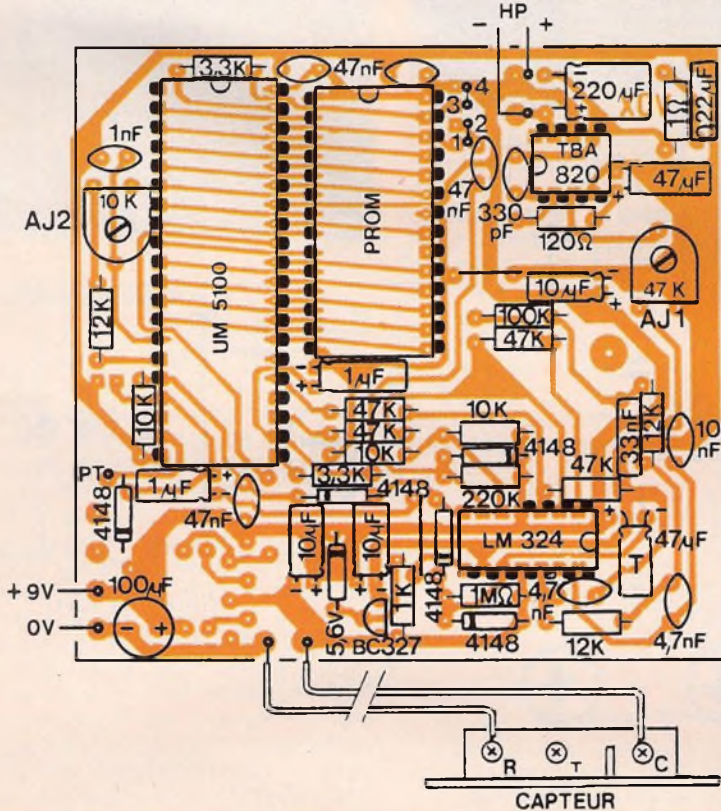 - HP +
3,3K
47nF
4
3
2
1
220µF
- +
1Ω
0,22µF
1nF
TBA
820
47µF
+
47
nF
330
pF
120Ω
AJ2
10 K
PROM
UM 5100
10µF
- +
47 K
AJ1
12K
100K
47K
1µF
- +
10K
47K
47K
10K
10K
4148
220K
33nF
12K
10
nF
47K
PT
1µF
- +
3,3K
4148
4148
47nF
10µF
- +
10µF
- +
LM 324
47µF
+ -
T
+ 9V
0V
100µF
- +
5,6V
BC327
1K
4148
1MΩ
4148
4,7
nF
12K
4,7nF
R
T
C
CAPTEUR